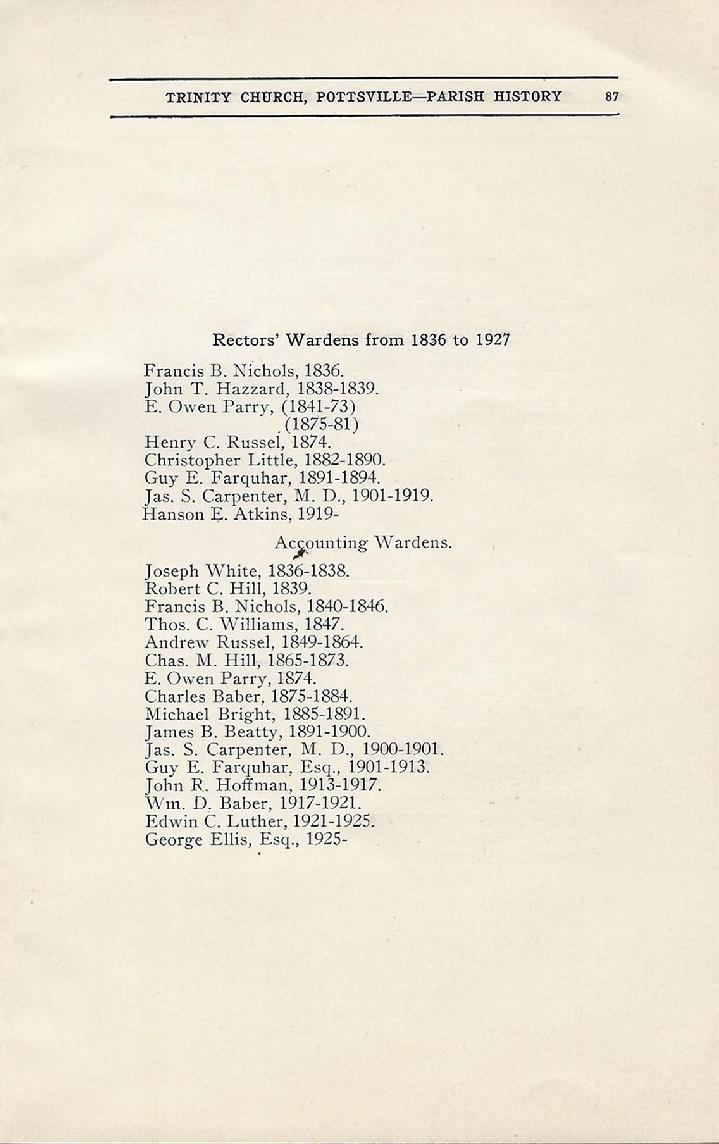 TRINITY CHURCH, POTTSVILLE—PARISH HISTORY 87
Rectors' Wardens from 1836 to 1927
Francis B. Nichols, 1836.
John T. Hazzard, 1838-1839.
E. Owen Parry, (1841-73)
(1875-81)
Henry C. Russel, 1874.
Christopher Little, 1882-1890.
Guy E. Farquhar, 1891-1894.
Jas. S. Carpenter, M. D., 1901-1919.
Hanson E. Atkins, 1919-
Accounting Wardens.
Joseph White, 1836-1838.
Robert C. Hill, 1839.
Francis B. Nichols, 1840-1846.
Thos. C. Williams, 1847.
Andrew Russel, 1849-1864.
Chas. M. Hill, 1865-1873.
E. Owen Parry, 1874.
Charles Baber, 1875-1884.
Michael Bright, 1885-1891.
James B. Beatty, 1891-1900.
Jas. S. Carpenter, M. D., 1900-1901.
Guy E. Farquhar, Esq., 1901-1913.
John R. Hoffman, 1913-1917.
Wm. D. Baber, 1917-1921.
Edwin C. Luther, 1921-1925.
George Ellis, Esq., 1925-